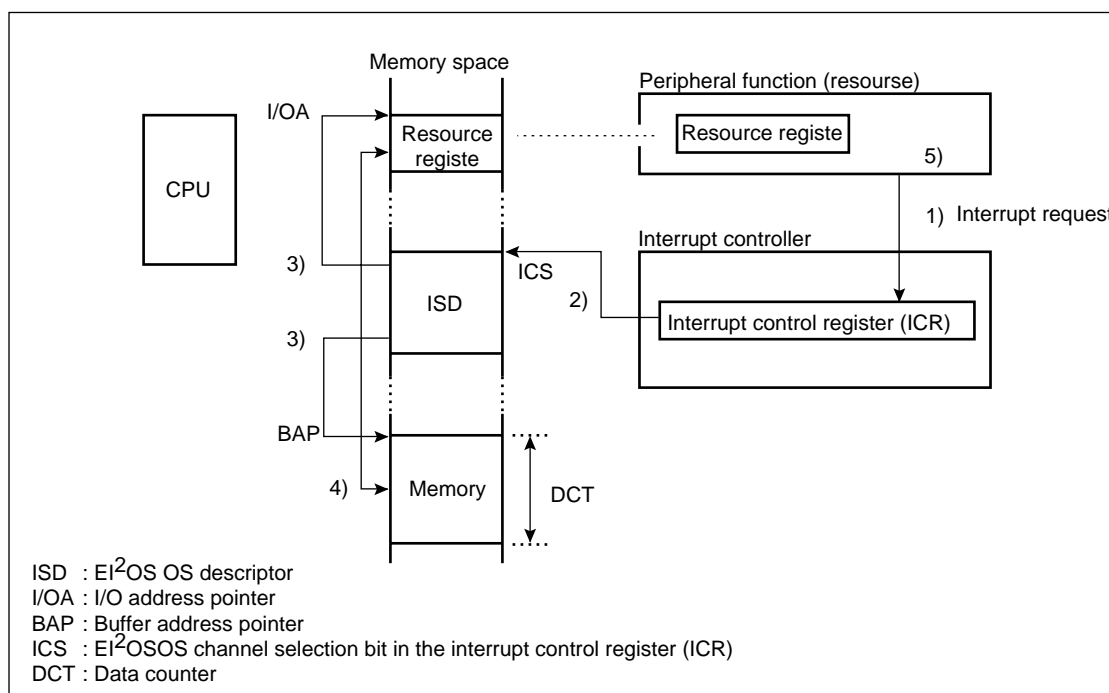 Memory space
Peripheral function (resourse)
I/OA
Resource
registe
Resource registe
5)
CPU
1) Interrupt request
Interrupt controller
3)
ICS
2)
ISD
Interrupt control register (ICR)
3)
BAP
4)
Memory
DCT
ISD : EI2OS OS descriptor
I/OA : I/O address pointer
BAP : Buffer address pointer
ICS : EI2OSOS channel selection bit in the interrupt control register (ICR)
DCT : Data counter